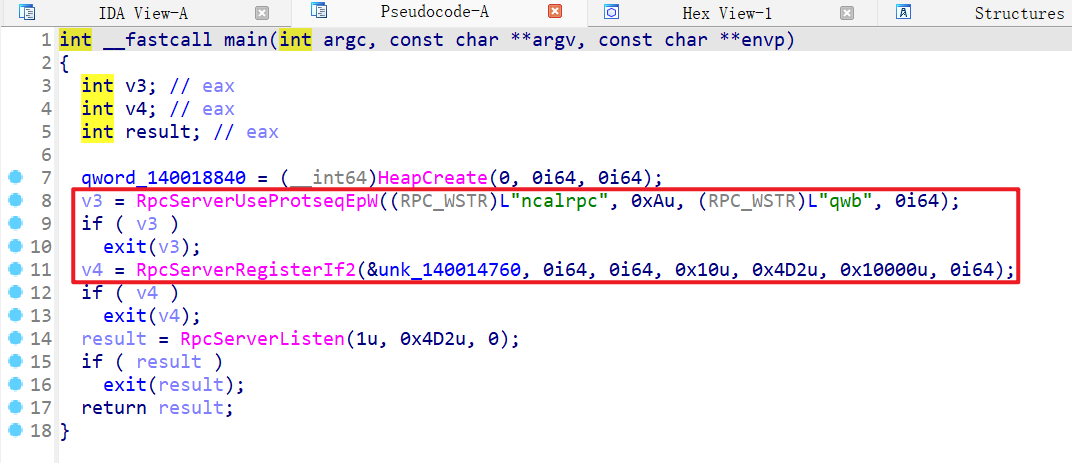 IDA View-A Pseudocode-A Hex View-1 Structures
1 int __fastcall main(int argc, const char **argv, const char **envp)
2 {
3 int v3; // eax
4 int v4; // eax
5 int result; // eax
6
7 qword_140018840 = (__int64)HeapCreate(0, 0i64, 0i64);
8 v3 = RpcServerUseProtseqEpW((RPC_WSTR)L"ncalrpc", 0xAu, (RPC_WSTR)L"qwb", 0i64);
9 if ( v3 )
10 exit(v3);
11 v4 = RpcServerRegisterIf2(&unk_140014760, 0i64, 0i64, 0x10u, 0x4D2u, 0x10000u, 0i64);
12 if ( v4 )
13 exit(v4);
14 result = RpcServerListen(1u, 0x4D2u, 0);
15 if ( result )
16 exit(result);
17 return result;
18 }